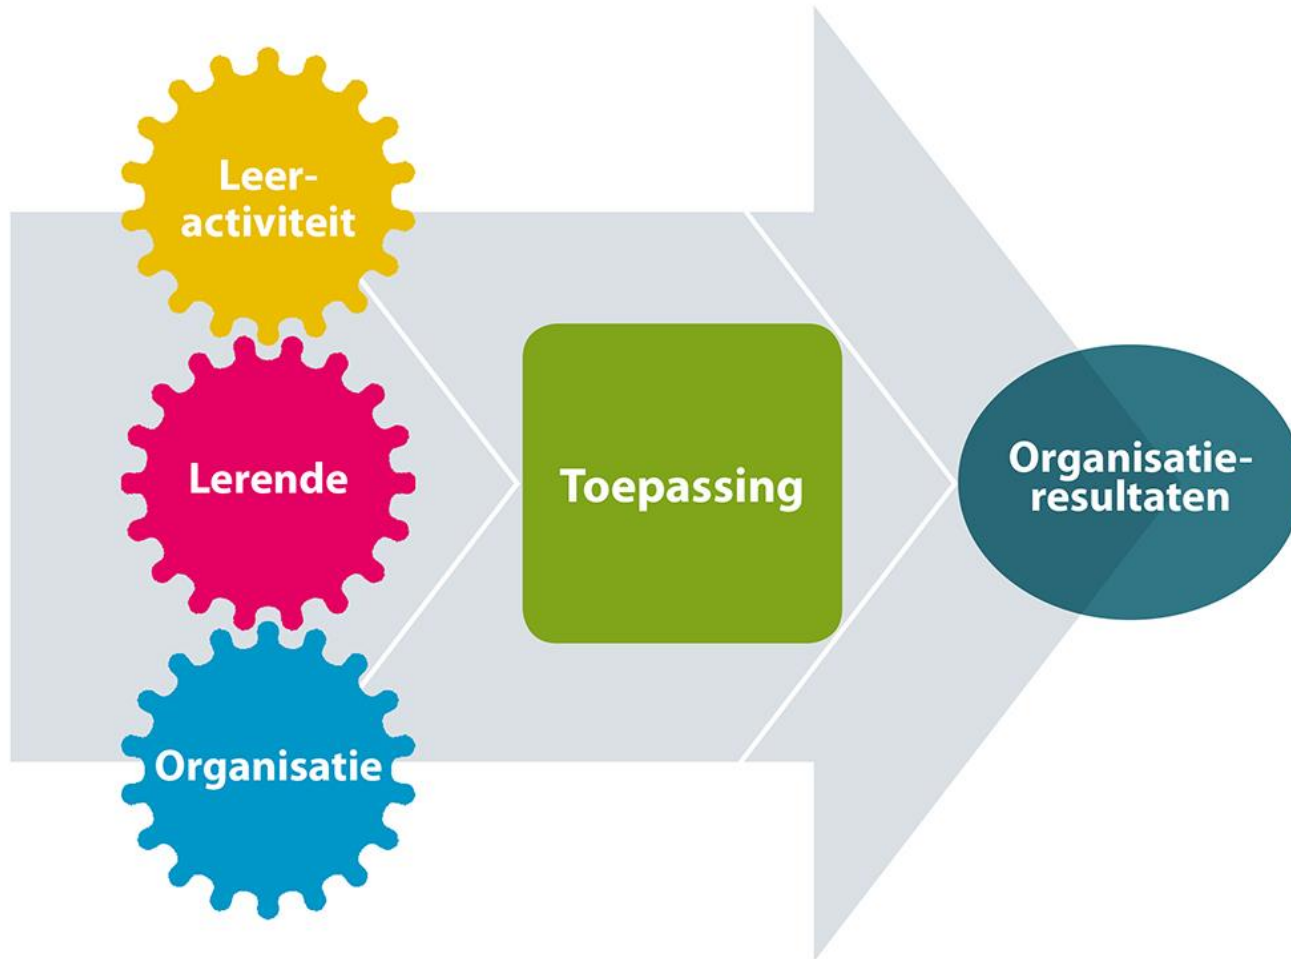 Leer-
activiteit
Lerende
Organisatie
Toepassing
Organisatie-
resultaten